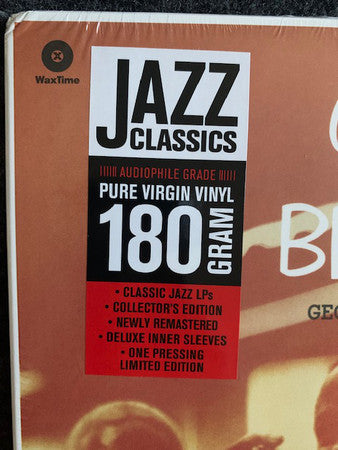 WaxTime
JAZZ
CLASSICS
AUDIOPHILE GRADE
PURE VIRGIN VINYL
180 GRAM
• CLASSIC JAZZ LPs
• COLLECTOR'S EDITION
• NEWLY REMASTERED
• DELUXE INNER SLEEVES
• ONE PRESSING
LIMITED EDITION